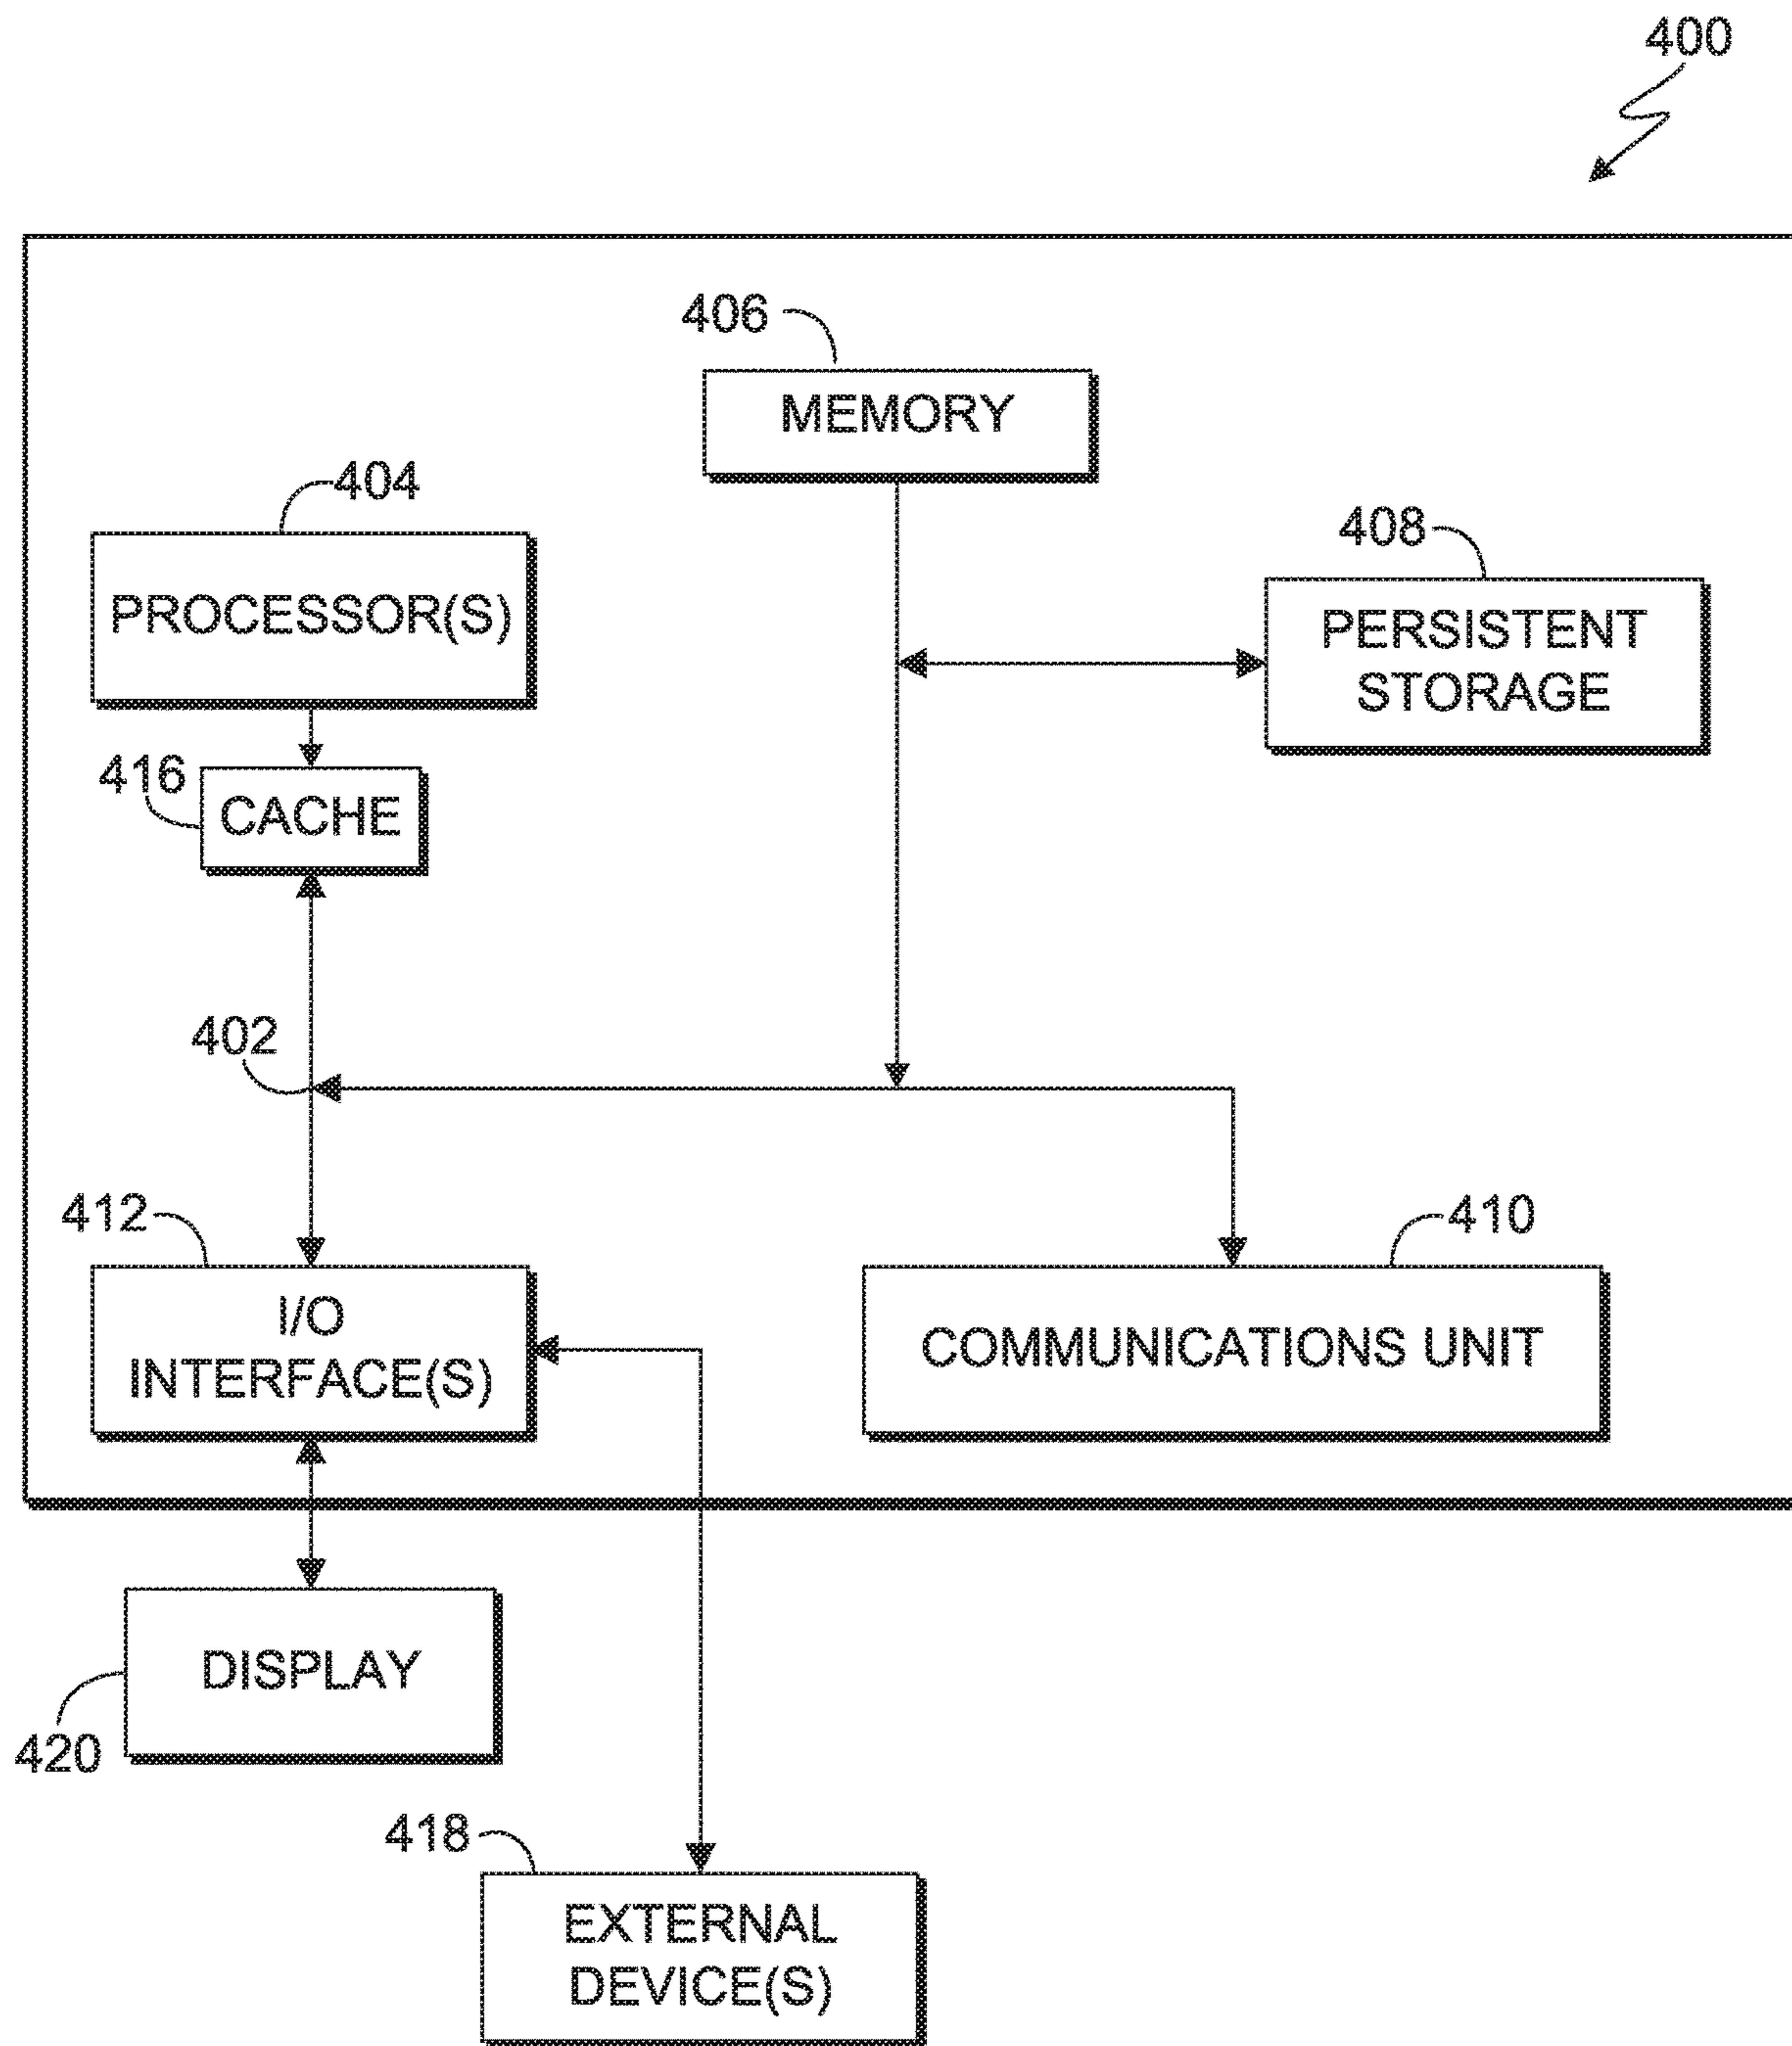 400
406
MEMORY
404
408
PROCESSOR(S)
PERSISTENT
STORAGE
416
CACHE
402
412
410
I/O
INTERFACE(S)
COMMUNICATIONS UNIT
DISPLAY
420
418
EXTERNAL
DEVICE(S)